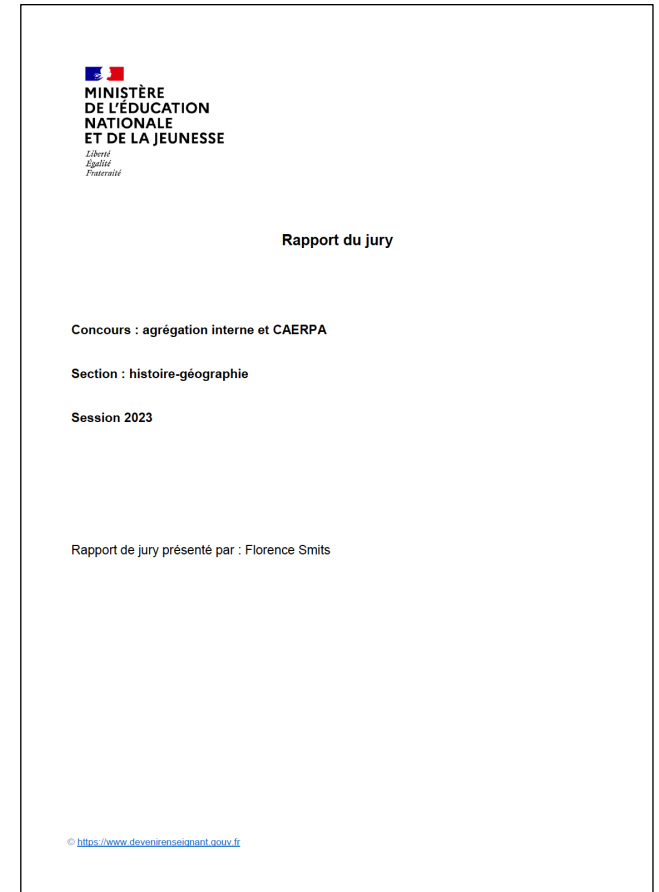 MINISTÈRE
DE L'ÉDUCATION
NATIONALE
ET DE LA JEUNESSE
Liberté
Égalité
Fraternité
Rapport du jury
Concours : agrégation interne et CAERPA
Section : histoire-géographie
Session 2023
Rapport de jury présenté par : Florence Smits
© https://www.devenirenseignant.gouv.fr